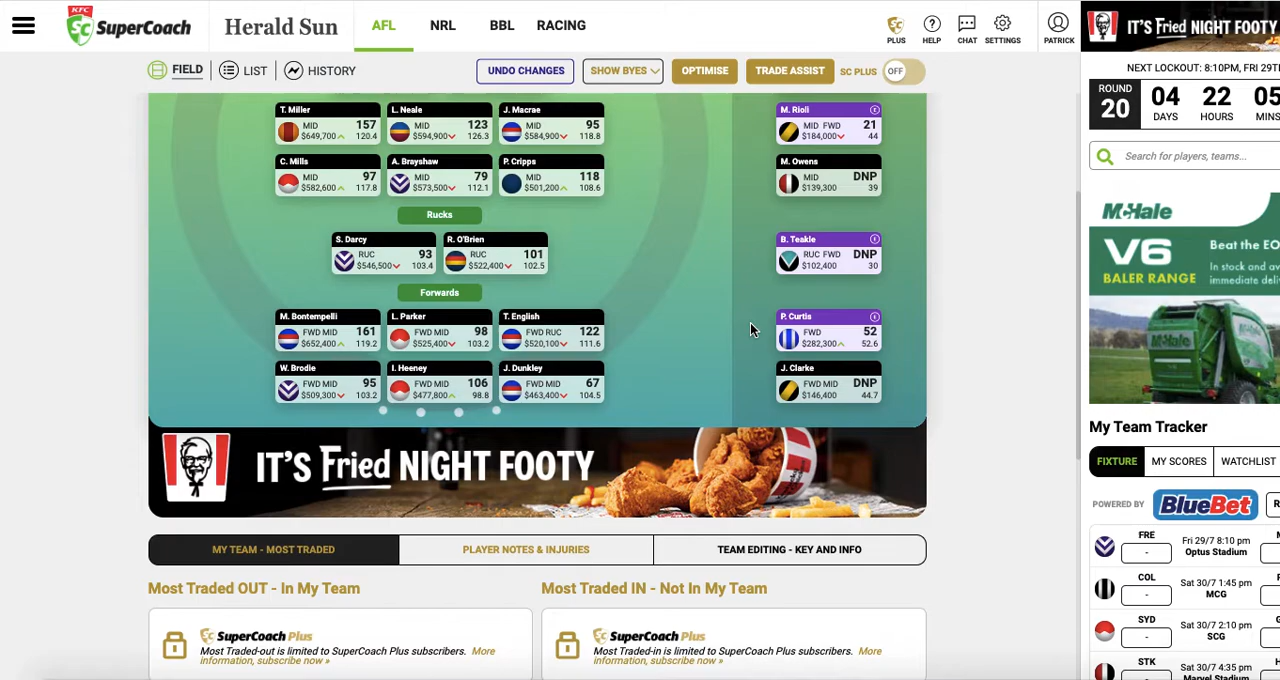 KFC
SC SUPERCOACH
Herald Sun
AFL
NRL
BBL
RACING
PLUS
HELP
CHAT
SETTINGS
PATRICK
IT'S Fried NIGHT FOOTY
FIELD
LIST
HISTORY
UNDO CHANGES
SHOW BYES
OPTIMISE
TRADE ASSIST
SC PLUS
OFF
NEXT LOCKOUT: 8:10PM, FRI 29TH
ROUND
20
04
DAYS
22
HOURS
05
MINS
Search for players, teams...
T. Miller
MID 157
$649,700 120.4
L. Neale
MID 123
$594,900 126.3
J. Macrae
MID 95
$584,900 118.8
M. Rioli
MID FWD 21
$184,000 44
C. Mills
MID 97
$582,600 117.8
A. Brayshaw
MID 79
$573,500 112.1
P. Cripps
MID 118
$501,200 108.6
M. Owens
MID DNP
$139,300 39
Rucks
S. Darcy
RUC 93
$546,500 103.4
R. O'Brien
RUC 101
$522,400 102.5
B. Teakle
RUC FWD DNP
$102,400 30
Forwards
M. Bontempelli
FWD MID 161
$652,400 119.2
L. Parker
FWD MID 98
$525,400 103.2
T. English
FWD RUC 122
$520,100 111.6
P. Curtis
FWD 52
$282,300 52.6
W. Brodie
FWD MID 95
$509,300 103.2
I. Heeney
FWD MID 106
$477,800 98.8
J. Dunkley
FWD MID 67
$463,400 104.5
J. Clarke
FWD MID DNP
$146,400 44.7
IT'S Fried NIGHT FOOTY
McHale
V6
BALER RANGE
Beat the EO
In stock and av
immediate deliv
MY TEAM - MOST TRADED
PLAYER NOTES & INJURIES
TEAM EDITING - KEY AND INFO
Most Traded OUT - In My Team
SC SuperCoach Plus
Most Traded-out is limited to SuperCoach Plus subscribers. More
information, subscribe now »
Most Traded IN - Not In My Team
SC SuperCoach Plus
Most Traded-in is limited to SuperCoach Plus subscribers. More
information, subscribe now »
My Team Tracker
FIXTURE
MY SCORES
WATCHLIST
POWERED BY
BlueBet
R
FRE
-
Fri 29/7 8:10 pm
Optus Stadium
COL
-
Sat 30/7 1:45 pm
MCG
SYD
-
Sat 30/7 2:10 pm
SCG
STK
Sat 30/7 4:35 pm
Marvel Stadium